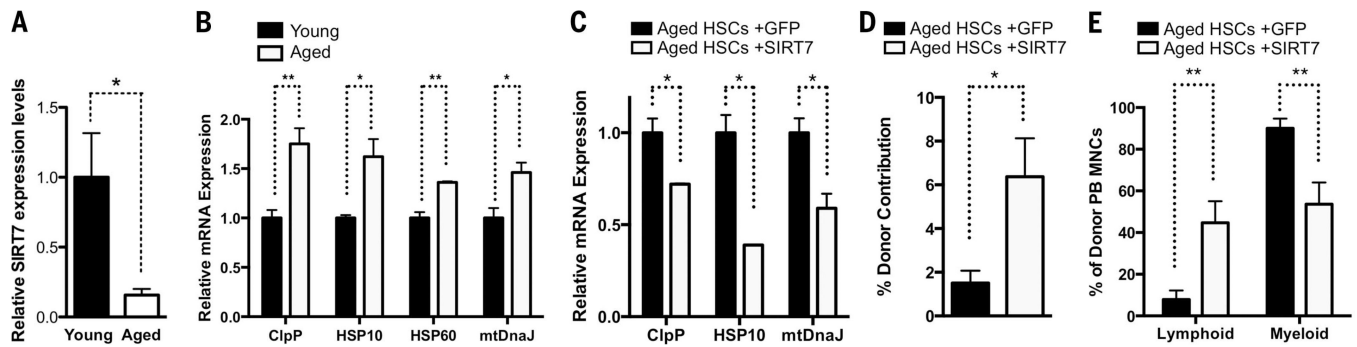 A
Relative SIRT7 expression levels
1.5
1.0
0.5
0.0
*
Young Aged
B
Young
Aged
Relative mRNA Expression
2.0
1.5
1.0
0.5
0.0
** * ** *
ClpP HSP10 HSP60 mtDnaJ
C
Aged HSCs +GFP
Aged HSCs +SIRT7
Relative mRNA Expression
1.0
0.5
0.0
* * *
ClpP HSP10 mtDnaJ
D
Aged HSCs +GFP
Aged HSCs +SIRT7
% Donor Contribution
10
8
6
4
2
0
*
E
Aged HSCs +GFP
Aged HSCs +SIRT7
% of Donor PB MNCs
100
80
60
40
20
0
** **
Lymphoid Myeloid